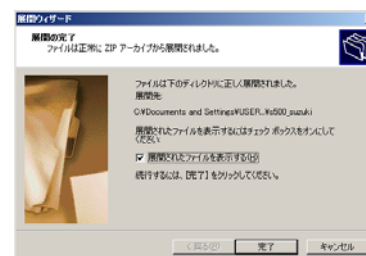 展開ウィザード
展開の完了
ファイルは正常に ZIP アーカイブから展開されました。
ファイルは下のディレクトリに正しく展開されました。
展開先:
C:¥Documents and Settings¥USER...¥s500_suzuki
展開されたファイルを表示するにはチェック ボックスをオンにして
ください:
展開されたファイルを表示する(H)
続行するには、[完了] をクリックしてください。
< 戻る(B)
完了
キャンセル